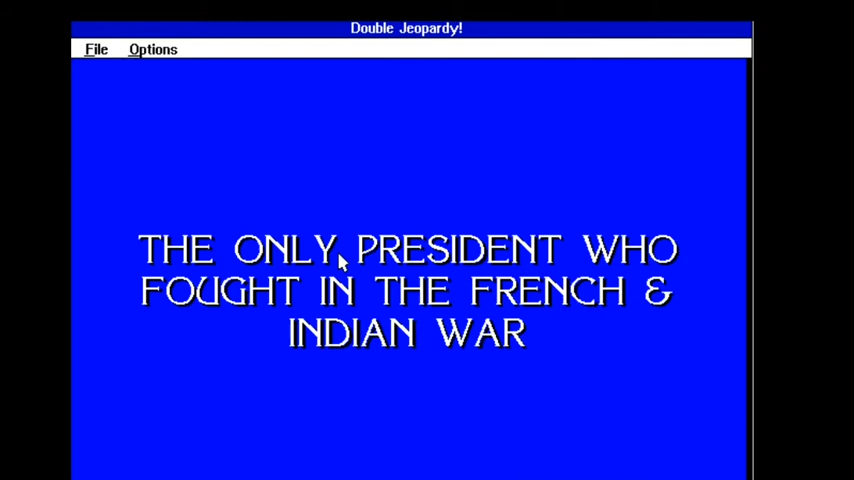 Double Jeopardy!
File Options
THE ONLY PRESIDENT WHO
FOUGHT IN THE FRENCH &
INDIAN WAR